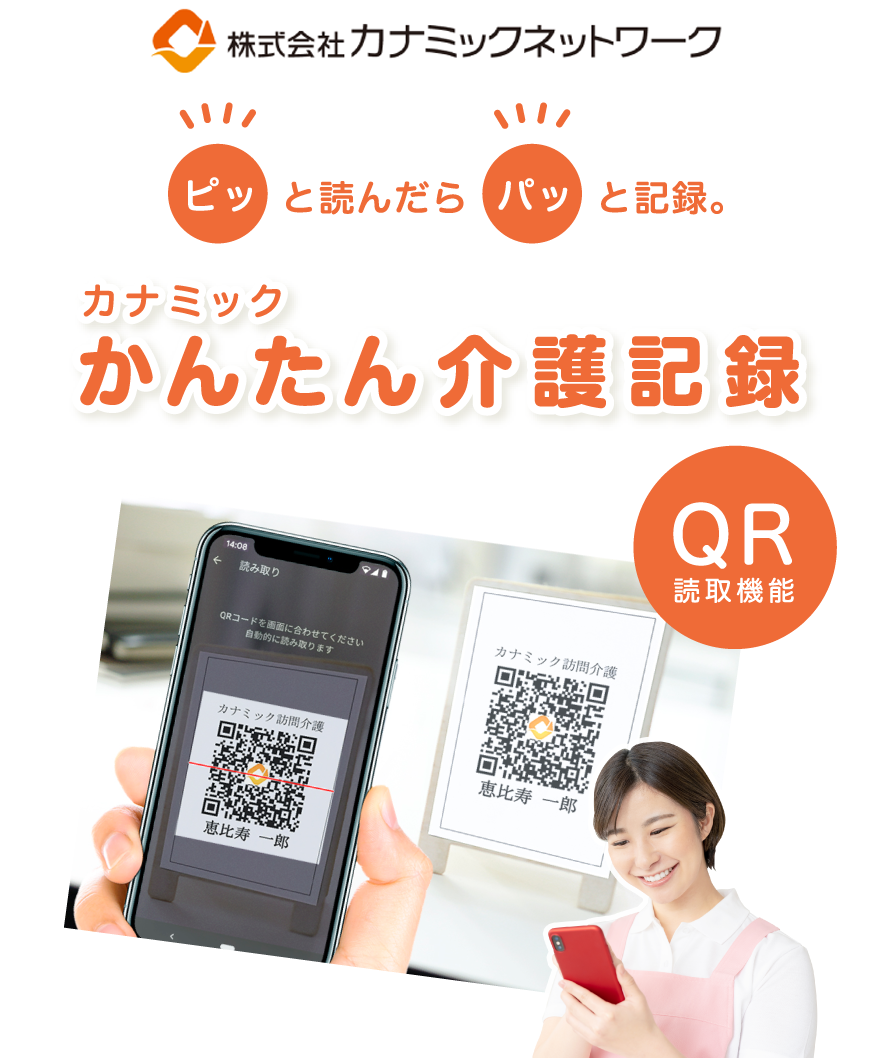 株式会社カナミックネットワーク
ピッと読んだらパッと記録。
カナミック
かんたん介護記録
QR
読取機能
14:08
読み取り
QRコードを画面に合わせてください
自動的に読み取ります
カナミック訪問介護
恵比寿 一郎
カナミック訪問介護
恵比寿 一郎